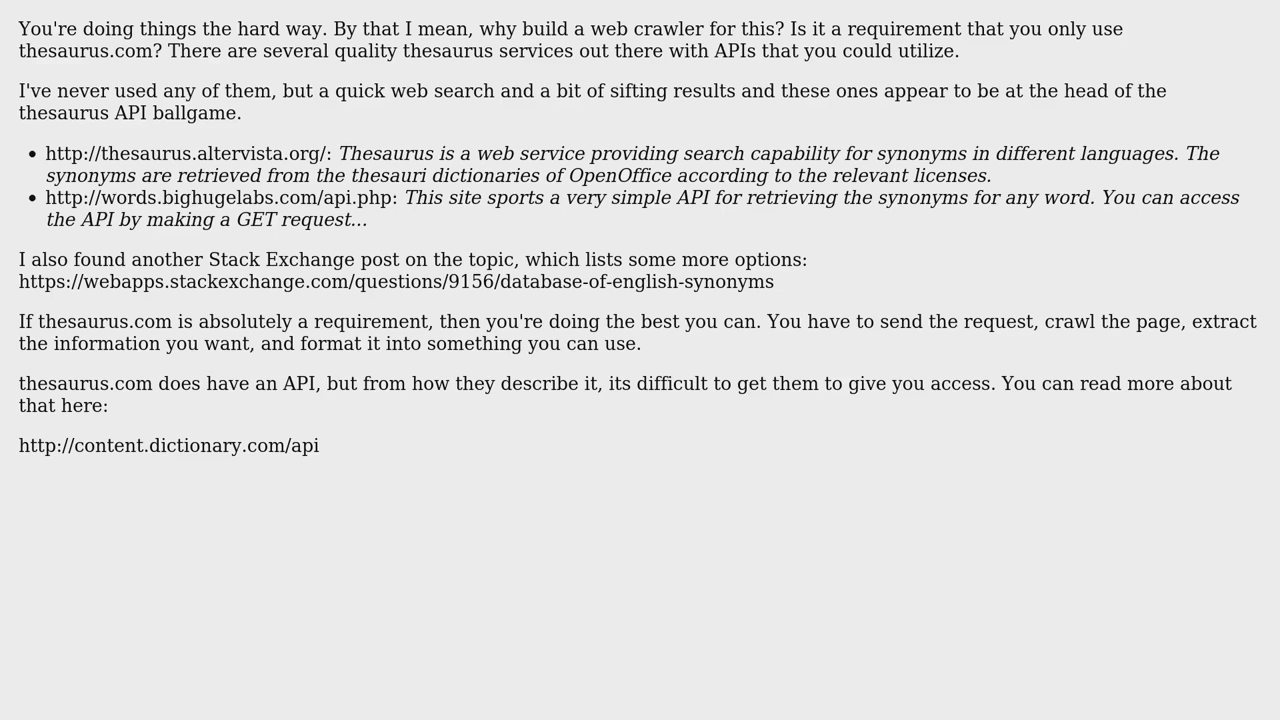 You're doing things the hard way. By that I mean, why build a web crawler for this? Is it a requirement that you only use
thesaurus.com? There are several quality thesaurus services out there with APIs that you could utilize.
I've never used any of them, but a quick web search and a bit of sifting results and these ones appear to be at the head of the
thesaurus API ballgame.
• http://thesaurus.altervista.org/: Thesaurus is a web service providing search capability for synonyms in different languages. The
synonyms are retrieved from the thesauri dictionaries of OpenOffice according to the relevant licenses.
• http://words.bighugelabs.com/api.php: This site sports a very simple API for retrieving the synonyms for any word. You can access
the API by making a GET request...
I also found another Stack Exchange post on the topic, which lists some more options:
https://webapps.stackexchange.com/questions/9156/database-of-english-synonyms
If thesaurus.com is absolutely a requirement, then you're doing the best you can. You have to send the request, crawl the page, extract
the information you want, and format it into something you can use.
thesaurus.com does have an API, but from how they describe it, its difficult to get them to give you access. You can read more about
that here:
http://content.dictionary.com/api